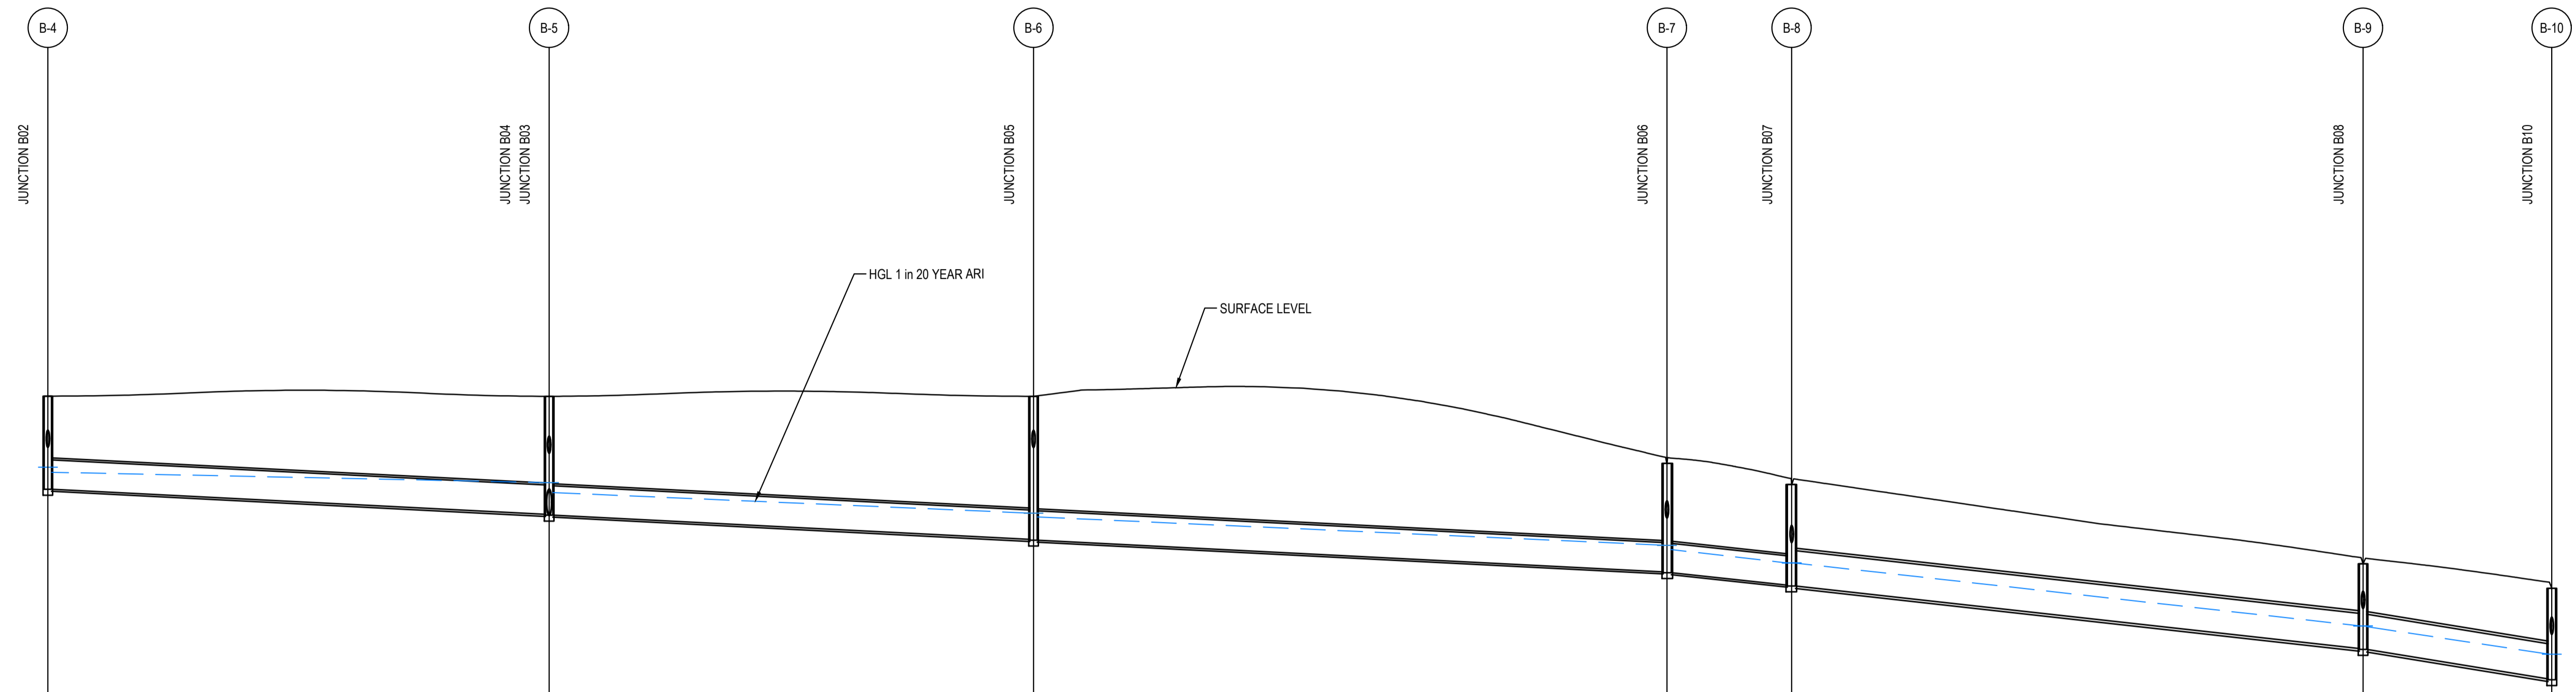 B-4
B-5
B-6
B-7
B-8
B-9
B-10
JUNCTION B02
JUNCTION B04
JUNCTION B03
JUNCTION B05
JUNCTION B06
JUNCTION B07
JUNCTION B08
JUNCTION B10
HGL 1 in 20 YEAR ARI
SURFACE LEVEL